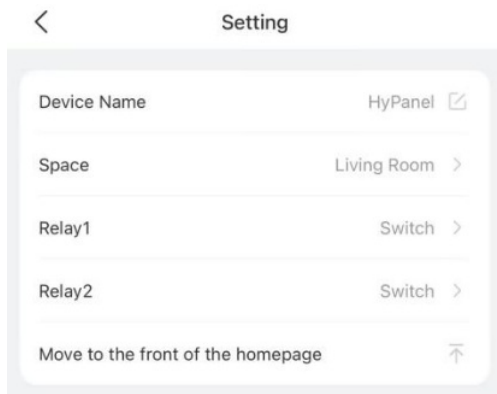 Setting
Device Name HyPanel
Space Living Room
Relay1 Switch
Relay2 Switch
Move to the front of the homepage